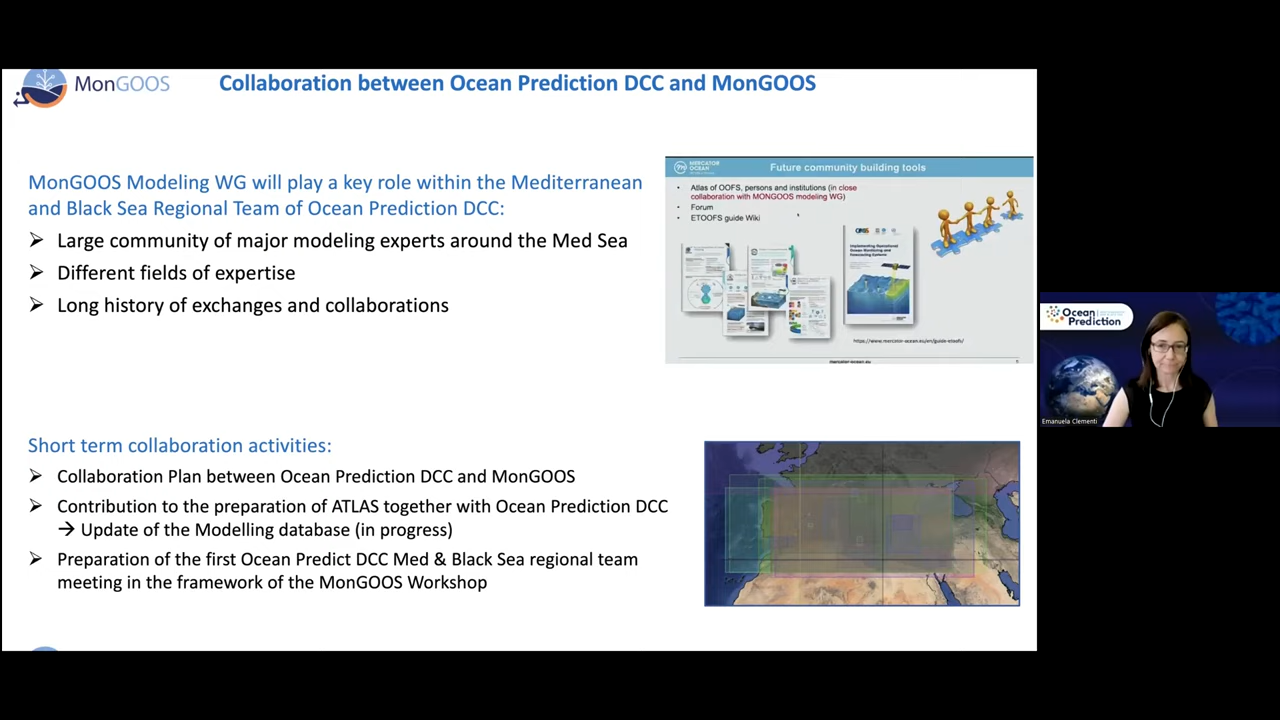 MonGOOS
Collaboration between Ocean Prediction DCC and MonGOOS
MonGOOS Modeling WG will play a key role within the Mediterranean
and Black Sea Regional Team of Ocean Prediction DCC:
Large community of major modeling experts around the Med Sea
Different fields of expertise
Long history of exchanges and collaborations
MERCATOR
OCEAN
Future community building tools
• Atlas of OOFS, persons and institutions (in close
collaboration with MONGOOS modeling WG)
• Forum
• ETOOFS guide Wiki
Implementing Operational
Ocean Monitoring and
Forecasting Systems
https://www.mercator-ocean.eu/en/guide-etoofs/
mercator-ocean.eu
Ocean
Prediction
Emanuela Clementi
Short term collaboration activities:
Collaboration Plan between Ocean Prediction DCC and MonGOOS
Contribution to the preparation of ATLAS together with Ocean Prediction DCC
→ Update of the Modelling database (in progress)
Preparation of the first Ocean Predict DCC Med & Black Sea regional team
meeting in the framework of the MonGOOS Workshop